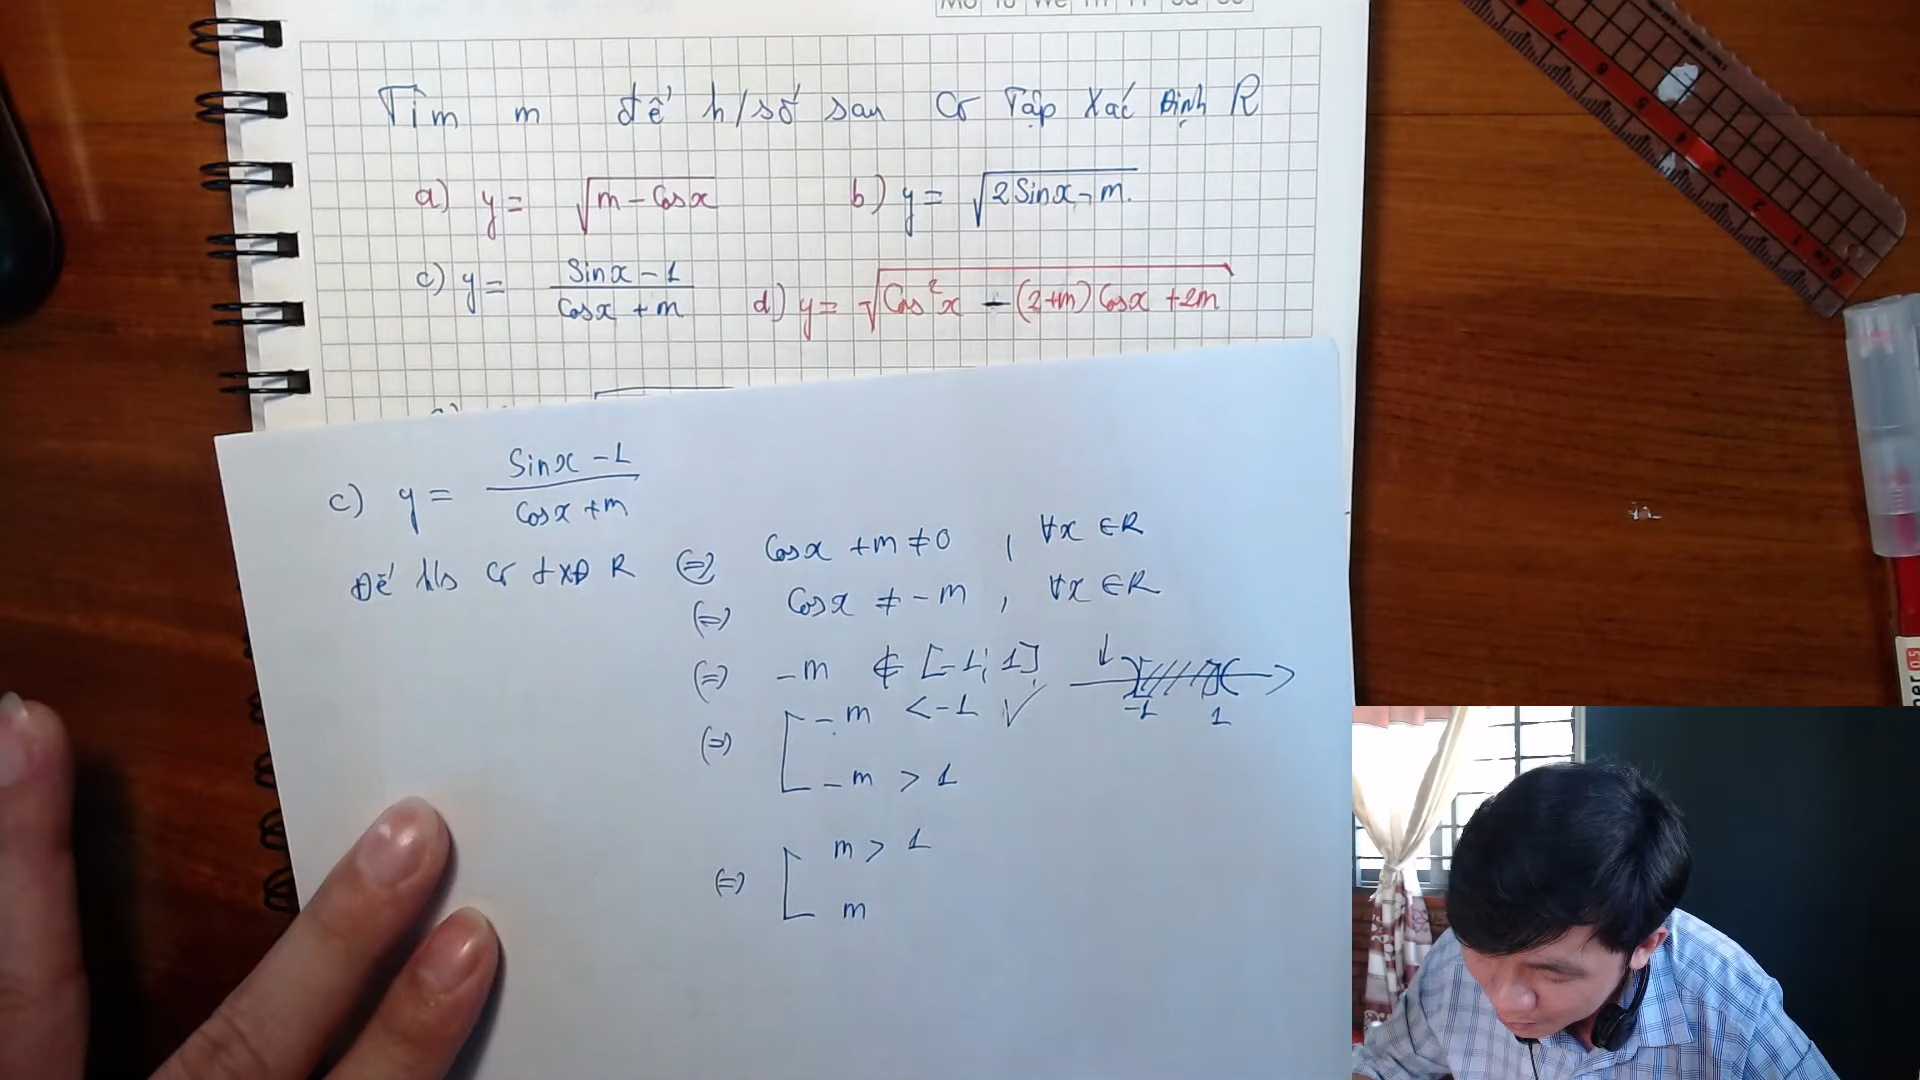 Tìm m để h/số sau Có Tập Xác Định R
a) y = √(m - Cosx)   b) y = √(2Sinx - m.)
c) y = (Sinx - 1)/(Cosx + m)   d) y = √(Cos²x - (2+m)Cosx + 2m)
c) y = (Sinx - 1)/(Cosx + m)
Để h/s Có TXĐ R (=) Cosx + m ≠ 0 , ∀x ∈ R
(=) Cosx ≠ - m , ∀x ∈ R
(=) - m ∉ [-1; 1]
-1 1
(=) [ - m < -1 ✓
- m > 1
(=) [ m > 1
m